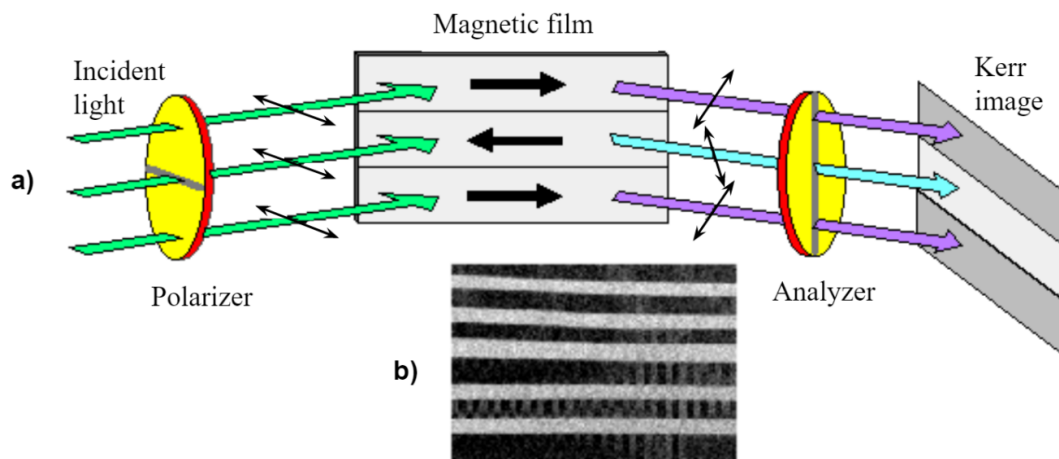 Magnetic film
Incident
light
Kerr
image
a)
Polarizer
Analyzer
b)